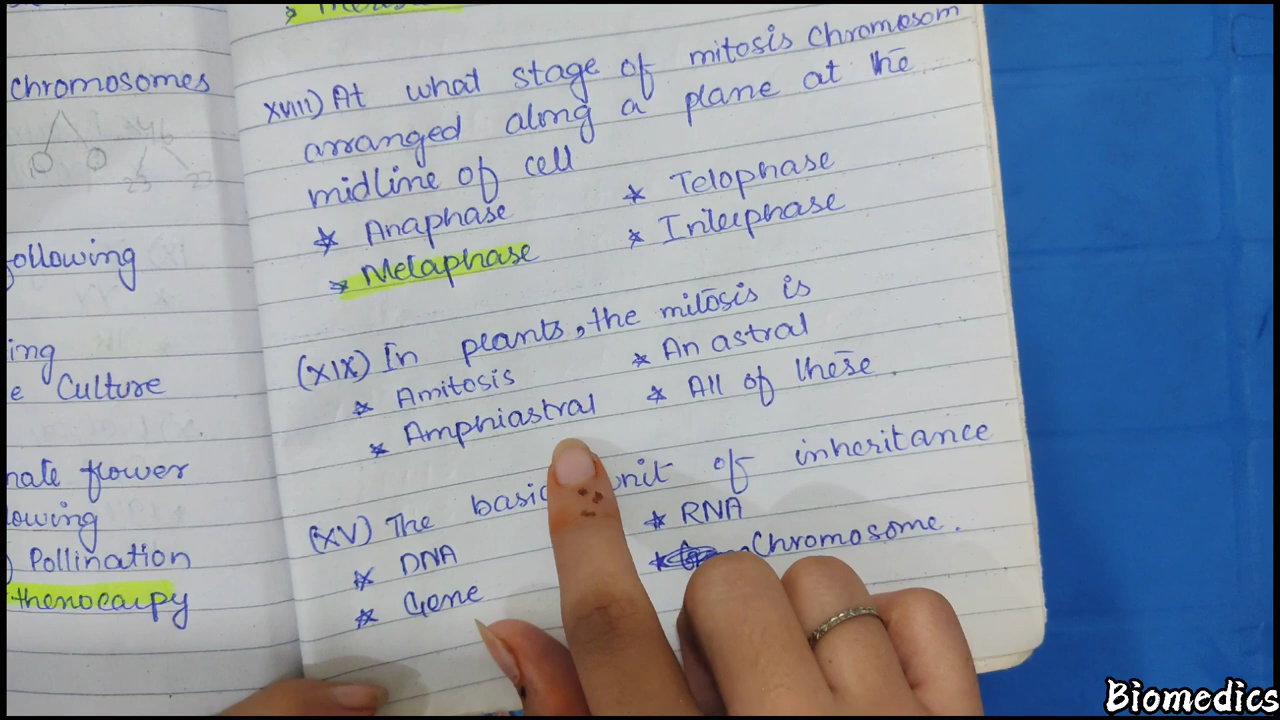 chromosomes
following
ing
e Culture
nate flower
lowing
) Pollination
thenocarpy
XVIII) At what stage of mitosis chromosom
arranged along a plane at the
midline of cell
* Anaphase * Telophase
* Metaphase * Interphase
(XIX) In plants, the mitosis is
* Amitosis * An astral
* Amphiastral * All of these.
(XV) The basic unit of inheritance
* DNA * RNA
* Gene * Chromosome.
Biomedics